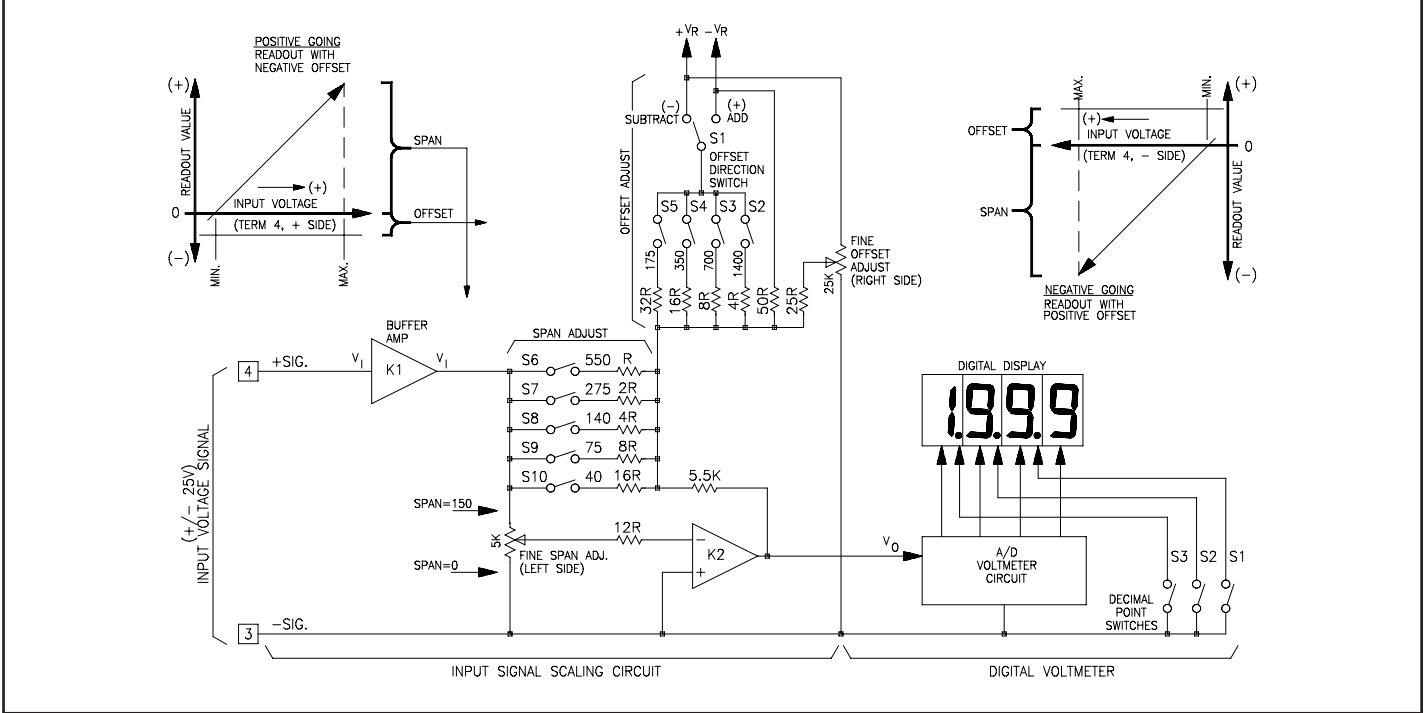 POSITIVE GOING
READOUT WITH
NEGATIVE OFFSET
(+)
READOUT VALUE
0
(−)
(+)
INPUT VOLTAGE
(TERM 4, + SIDE)
MIN.
MAX.
SPAN
OFFSET
+VR −VR
OFFSET ADJUST
(−)
SUBTRACT
(+)
ADD
S1
OFFSET
DIRECTION
SWITCH
S5 S4 S3 S2
175 350 700 1400
32R 16R 8R 4R 50R 25R
25K
FINE
OFFSET
ADJUST
(RIGHT SIDE)
MAX.
MIN.
(+)
(+)
OFFSET
INPUT VOLTAGE
0
(TERM 4, − SIDE)
SPAN
READOUT VALUE
(−)
NEGATIVE GOING
READOUT WITH
POSITIVE OFFSET
(+/− 25V)
INPUT VOLTAGE SIGNAL
4
+SIG.
VI
BUFFER
AMP
K1
VI
SPAN ADJUST
S6 550 R
S7 275 2R
S8 140 4R
S9 75 8R
S10 40 16R
5.5K
SPAN=150
5K
12R
FINE SPAN ADJ.
(LEFT SIDE)
SPAN=0
−
K2
+
VO
3
−SIG.
DIGITAL DISPLAY
1.9.9.9
A/D
VOLTMETER
CIRCUIT
S3 S2 S1
DECIMAL
POINT
SWITCHES
INPUT SIGNAL SCALING CIRCUIT
DIGITAL VOLTMETER